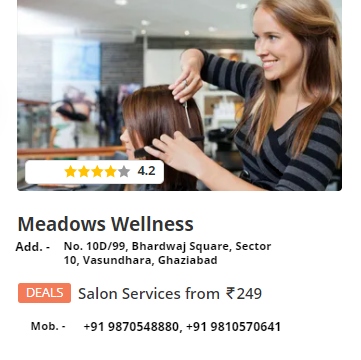 4.2
Meadows Wellness
Add. - No. 10D/99, Bhardwaj Square, Sector
10, Vasundhara, Ghaziabad
DEALS Salon Services from ₹249
Mob. - +91 9870548880, +91 9810570641